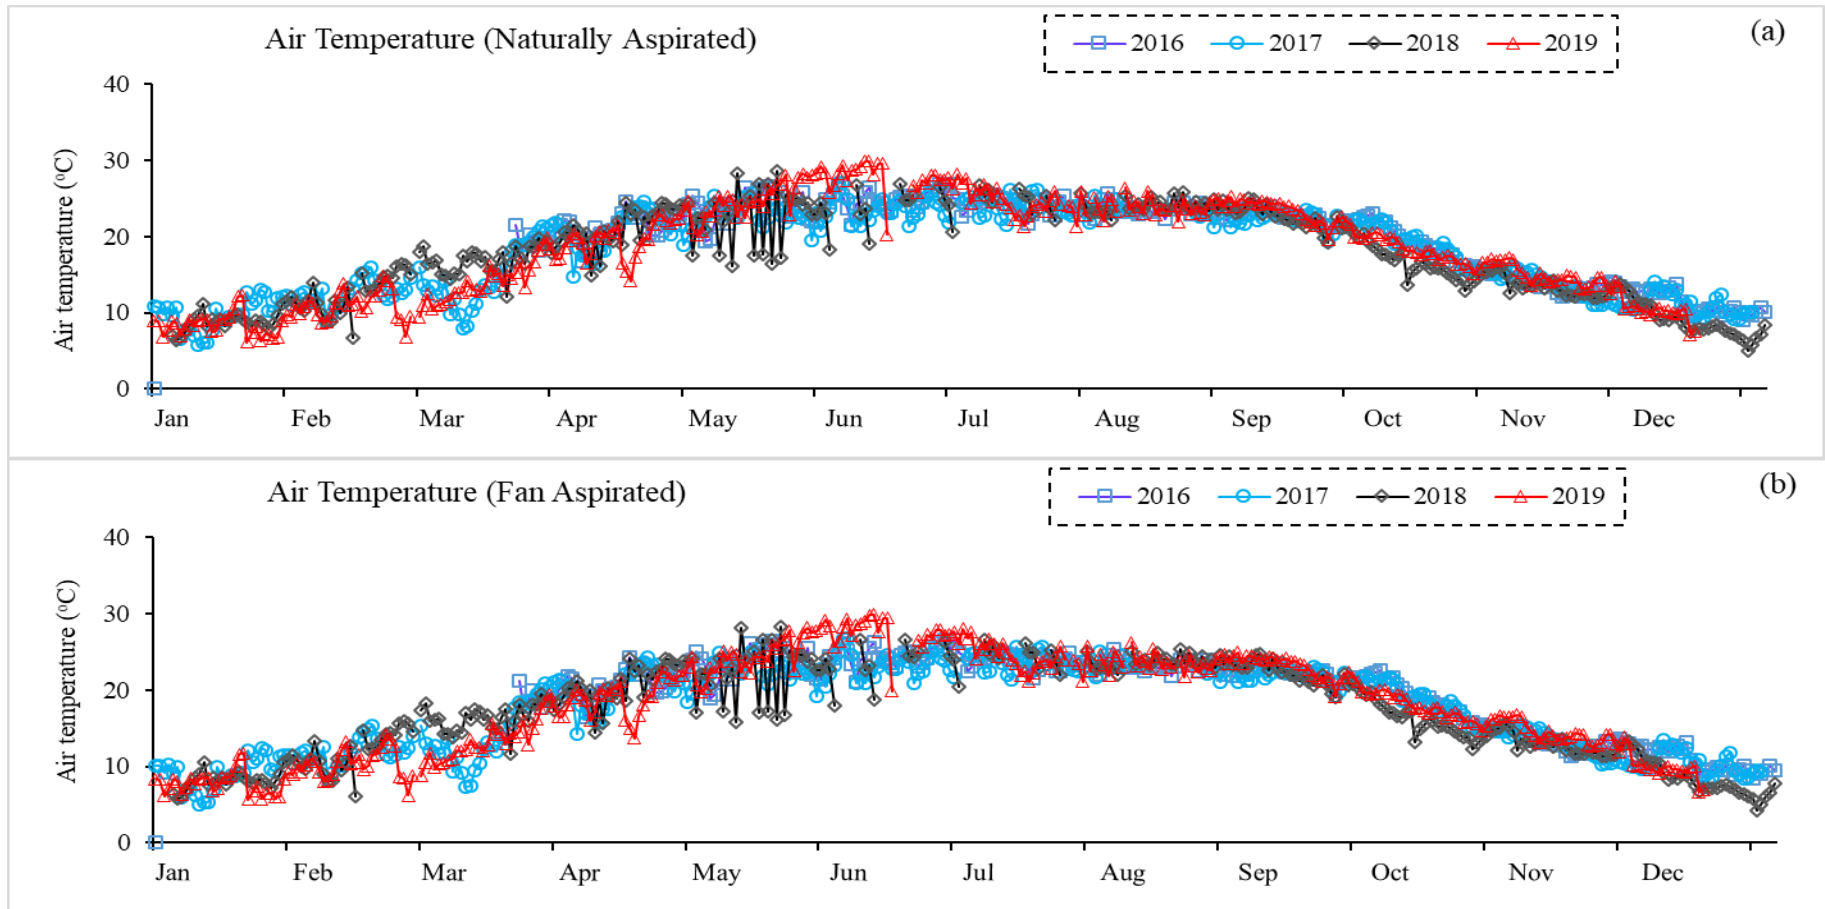 Air Temperature (Naturally Aspirated)
2016 2017 2018 2019
(a)
Air temperature (°C)
40
30
20
10
0
Jan Feb Mar Apr May Jun Jul Aug Sep Oct Nov Dec
Air Temperature (Fan Aspirated)
2016 2017 2018 2019
(b)
Air temperature (°C)
40
30
20
10
0
Jan Feb Mar Apr May Jun Jul Aug Sep Oct Nov Dec